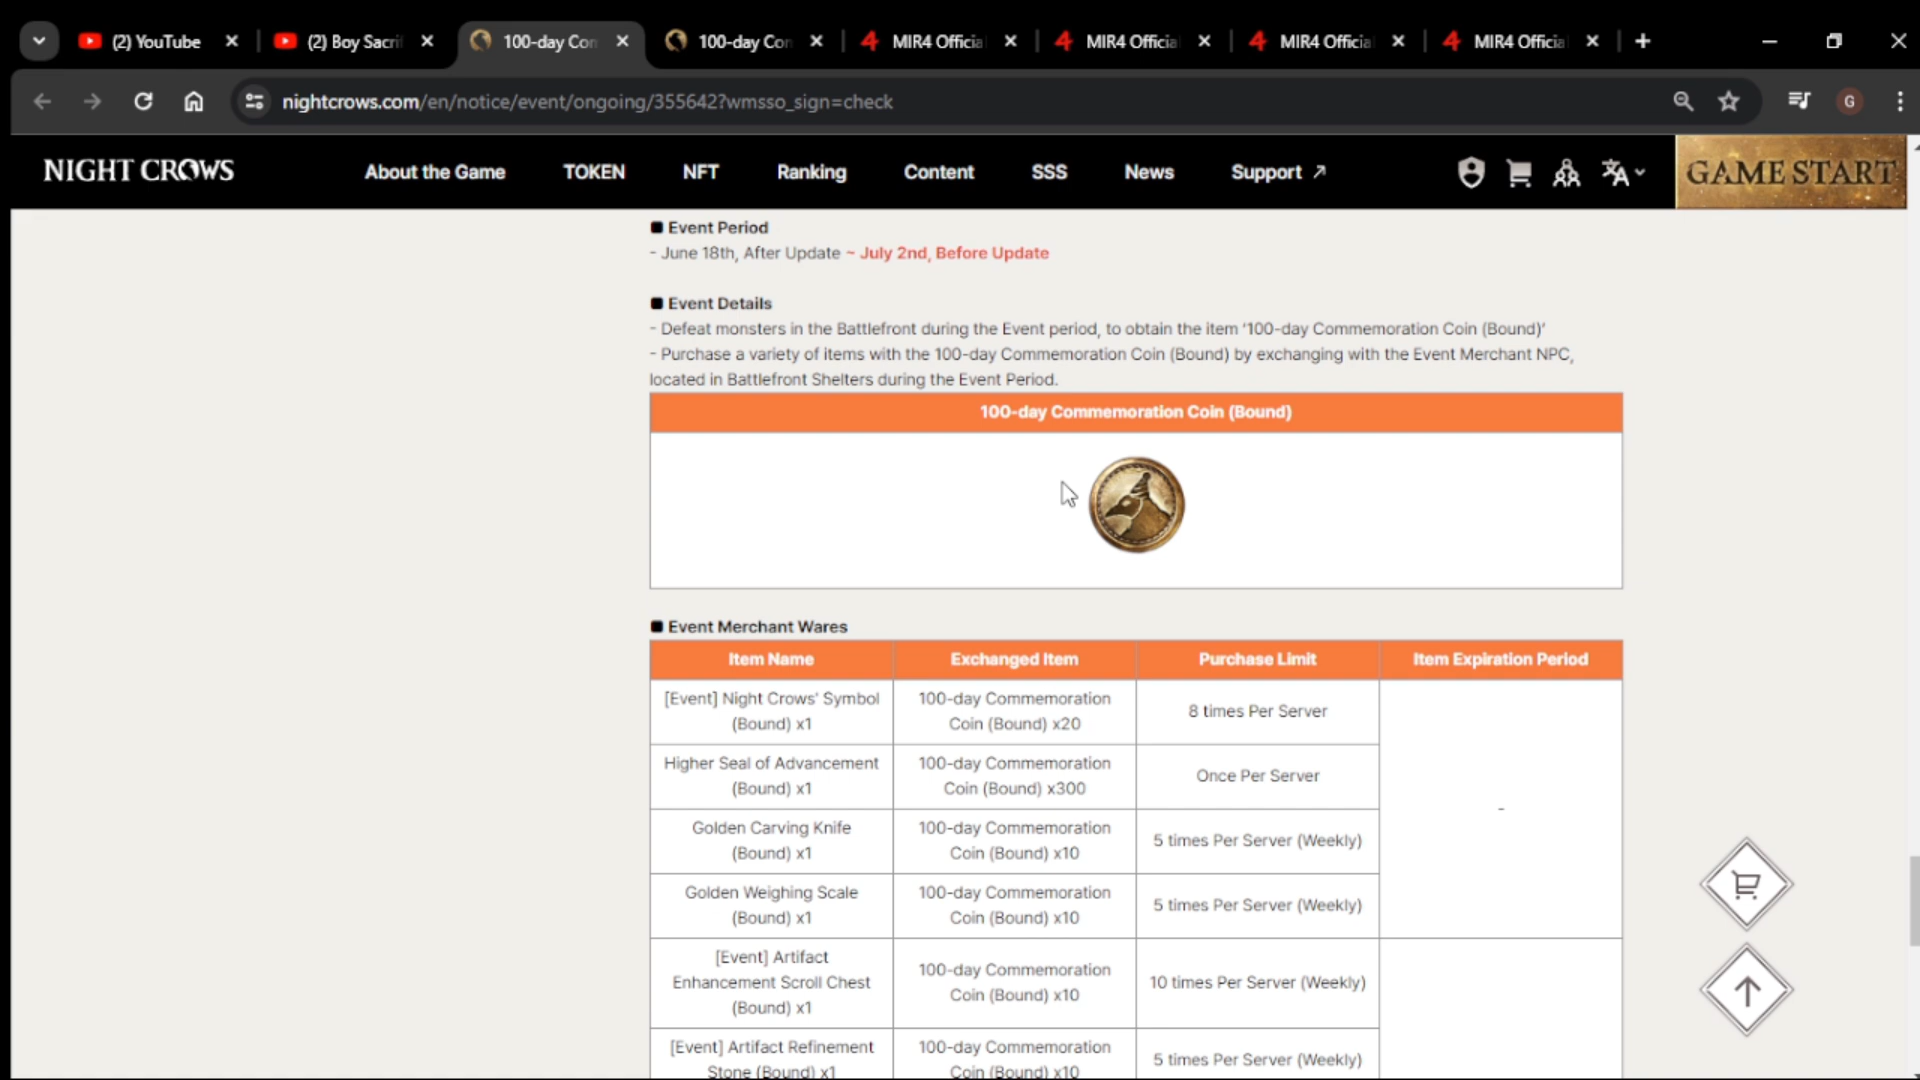 (2) YouTube
(2) Boy Sacri
100-day Con
100-day Con
MIR4 Officia
MIR4 Officia
MIR4 Officia
MIR4 Officia
nightcrows.com/en/notice/event/ongoing/355642?wmsso_sign=check
G
NIGHT CROWS
About the Game
TOKEN
NFT
Ranking
Content
SSS
News
Support
GAME START
■ Event Period
- June 18th, After Update ~ July 2nd, Before Update
■ Event Details
- Defeat monsters in the Battlefront during the Event period, to obtain the item '100-day Commemoration Coin (Bound)'
- Purchase a variety of items with the 100-day Commemoration Coin (Bound) by exchanging with the Event Merchant NPC,
located in Battlefront Shelters during the Event Period.
100-day Commemoration Coin (Bound)
■ Event Merchant Wares
Item Name
Exchanged Item
Purchase Limit
Item Expiration Period
[Event] Night Crows' Symbol
(Bound) x1
100-day Commemoration
Coin (Bound) x20
8 times Per Server
-
Higher Seal of Advancement
(Bound) x1
100-day Commemoration
Coin (Bound) x300
Once Per Server
Golden Carving Knife
(Bound) x1
100-day Commemoration
Coin (Bound) x10
5 times Per Server (Weekly)
Golden Weighing Scale
(Bound) x1
100-day Commemoration
Coin (Bound) x10
5 times Per Server (Weekly)
[Event] Artifact
Enhancement Scroll Chest
(Bound) x1
100-day Commemoration
Coin (Bound) x10
10 times Per Server (Weekly)
[Event] Artifact Refinement
Stone (Bound) x1
100-day Commemoration
Coin (Bound) x10
5 times Per Server (Weekly)